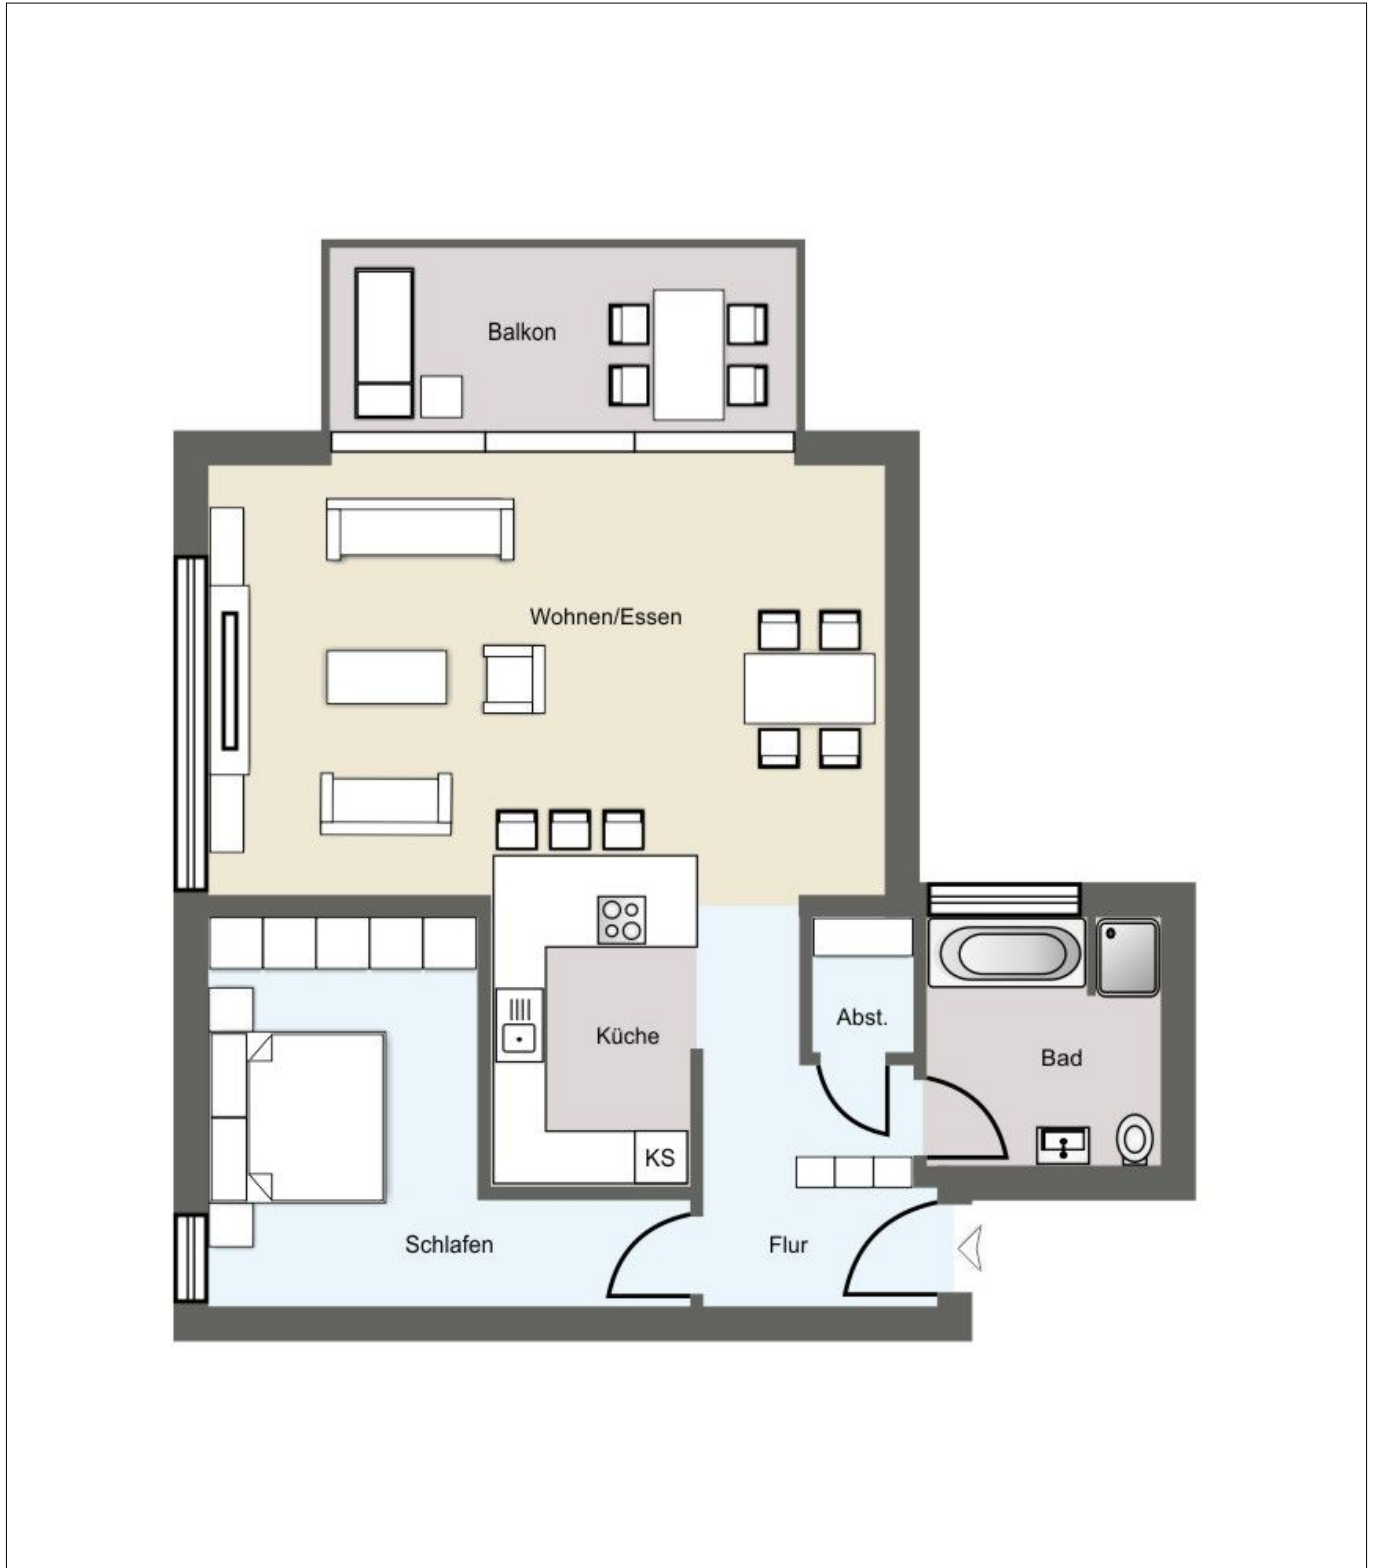 Balkon
Wohnen/Essen
Abst.
Küche
Bad
KS
Schlafen
Flur